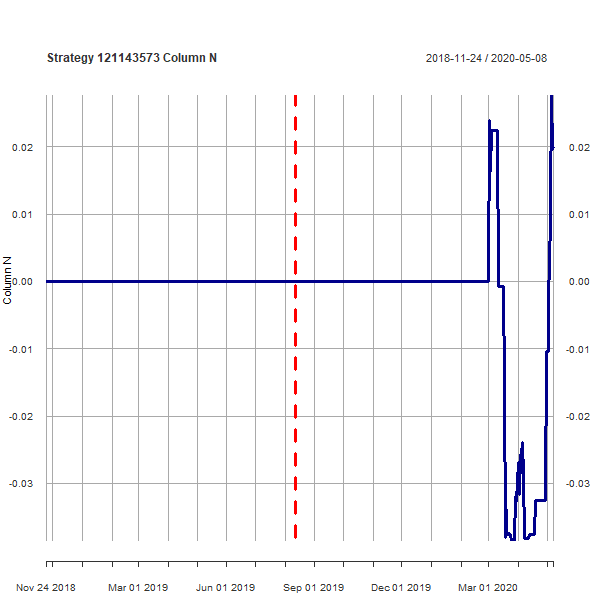 Strategy 121143573 Column N
2018-11-24 / 2020-05-08
0.02
0.02
0.01
0.01
0.00
0.00
-0.01
-0.01
-0.02
-0.02
-0.03
-0.03
Column N
Nov 24 2018
Mar 01 2019
Jun 01 2019
Sep 01 2019
Dec 01 2019
Mar 01 2020